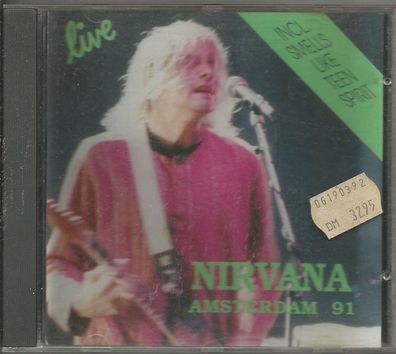 live
INCL.
SMELLS
LIKE
TEEN
SPIRIT
06190392
DM 3295
NIRVANA
AMSTERDAM 91